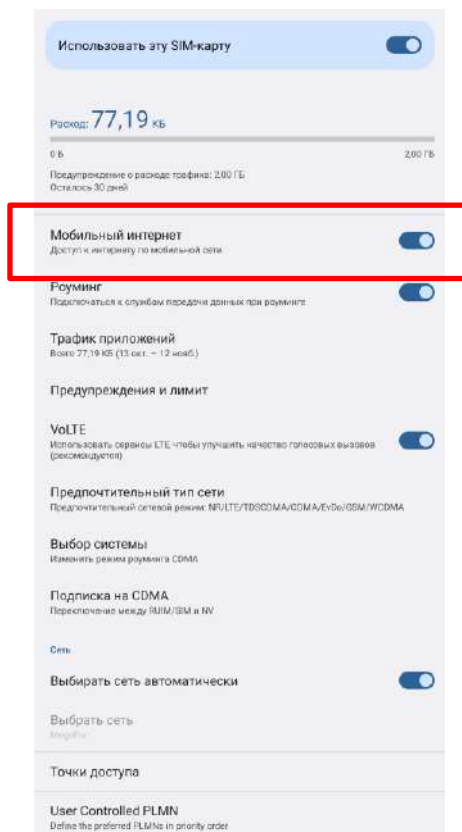 Использовать эту SIM-карту
Расход: 77,19 КБ
0 Б
2,00 ГБ
Предупреждение о расходе трафика: 2,00 ГБ
Осталось 30 дней
Мобильный интернет
Доступ к интернету по мобильной сети
Роуминг
Подключаться к службам передачи данных при роуминге
Трафик приложений
Всего 77,19 КБ (13 окт. – 12 нояб.)
Предупреждения и лимит
VoLTE
Использовать сервисы LTE, чтобы улучшить качество голосовых вызовов
(рекомендуется)
Предпочтительный тип сети
Предпочтительный сетевой режим: NR/LTE/TDSCDMA/CDMA/EvDo/GSM/WCDMA
Выбор системы
Изменить режим роуминга CDMA
Подписка на CDMA
Переключение между RUIM/SIM и NV
Сеть
Выбирать сеть автоматически
Выбрать сеть
MegaFon
Точки доступа
User Controlled PLMN
Define the preferred PLMNs in priority order